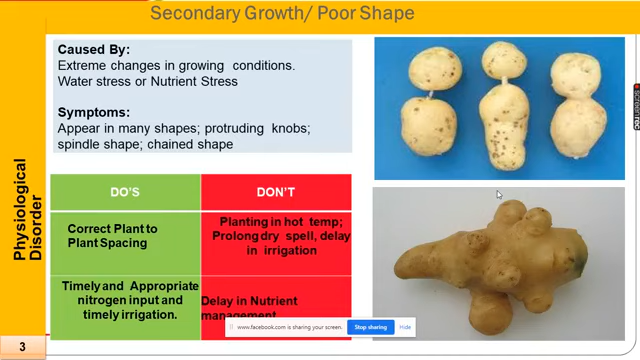 Secondary Growth/ Poor Shape
Caused By:
Extreme changes in growing conditions.
Water stress or Nutrient Stress
Symptoms:
Appear in many shapes; protruding knobs;
spindle shape; chained shape
Physiological
Disorder
DO'S
DON'T
Correct Plant to
Plant Spacing
Planting in hot temp;
Prolong dry spell, delay
in irrigation
Timely and Appropriate
nitrogen input and
timely irrigation.
Delay in Nutrient
management
www.facebook.com is sharing your screen.
Stop sharing
Hide
3